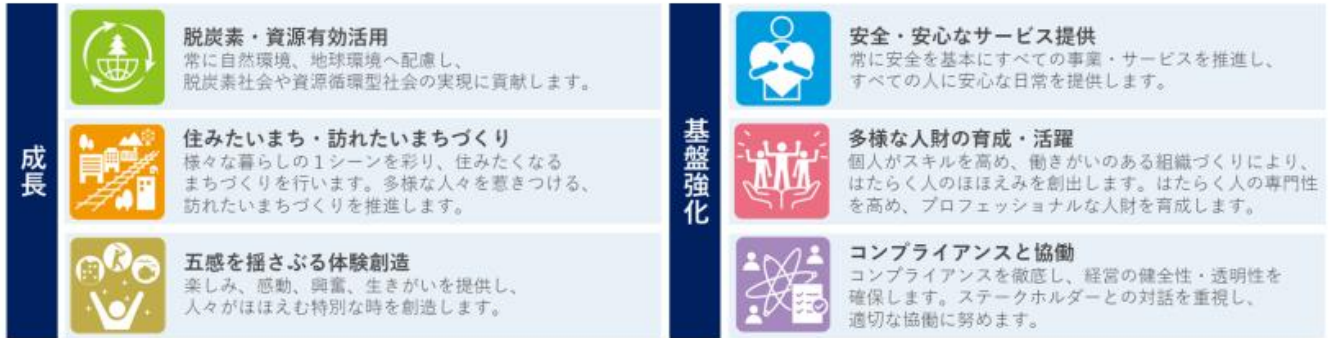 成長
脱炭素・資源有効活用
常に自然環境、地球環境へ配慮し、
脱炭素社会や資源循環型社会の実現に貢献します。
住みたいまち・訪れたいまちづくり
様々な暮らしの１シーンを彩り、住みたくなる
まちづくりを行います。多様な人々を惹きつける、
訪れたいまちづくりを推進します。
五感を揺さぶる体験創造
楽しみ、感動、興奮、生きがいを提供し、
人々がほほえむ特別な時を創造します。
基盤強化
安全・安心なサービス提供
常に安全を基本にすべての事業・サービスを推進し、
すべての人に安心な日常を提供します。
多様な人財の育成・活躍
個人がスキルを高め、働きがいのある組織づくりにより、
はたらく人のほほえみを創出します。はたらく人の専門性
を高め、プロフェッショナルな人財を育成します。
コンプライアンスと協働
コンプライアンスを徹底し、経営の健全性・透明性を
確保します。ステークホルダーとの対話を重視し、
適切な協働に努めます。